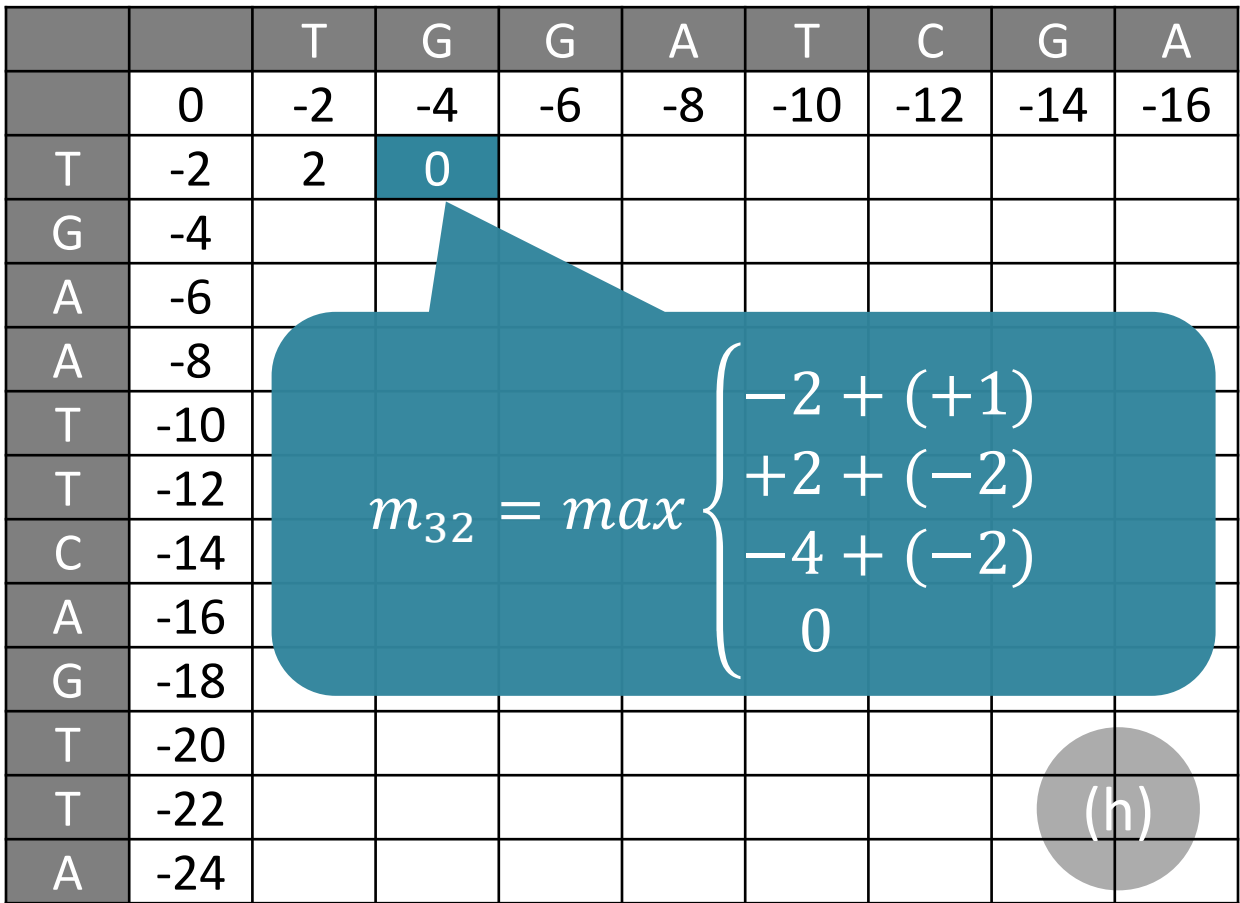 T G G A T C G A
0 -2 -4 -6 -8 -10 -12 -14 -16
T -2 2 0
G -4
A -6
A -8
T -10
T -12
C -14
A -16
G -18
T -20
T -22
A -24
m32 = max { −2 + (+1)
+2 + (−2)
−4 + (−2)
0
(h)